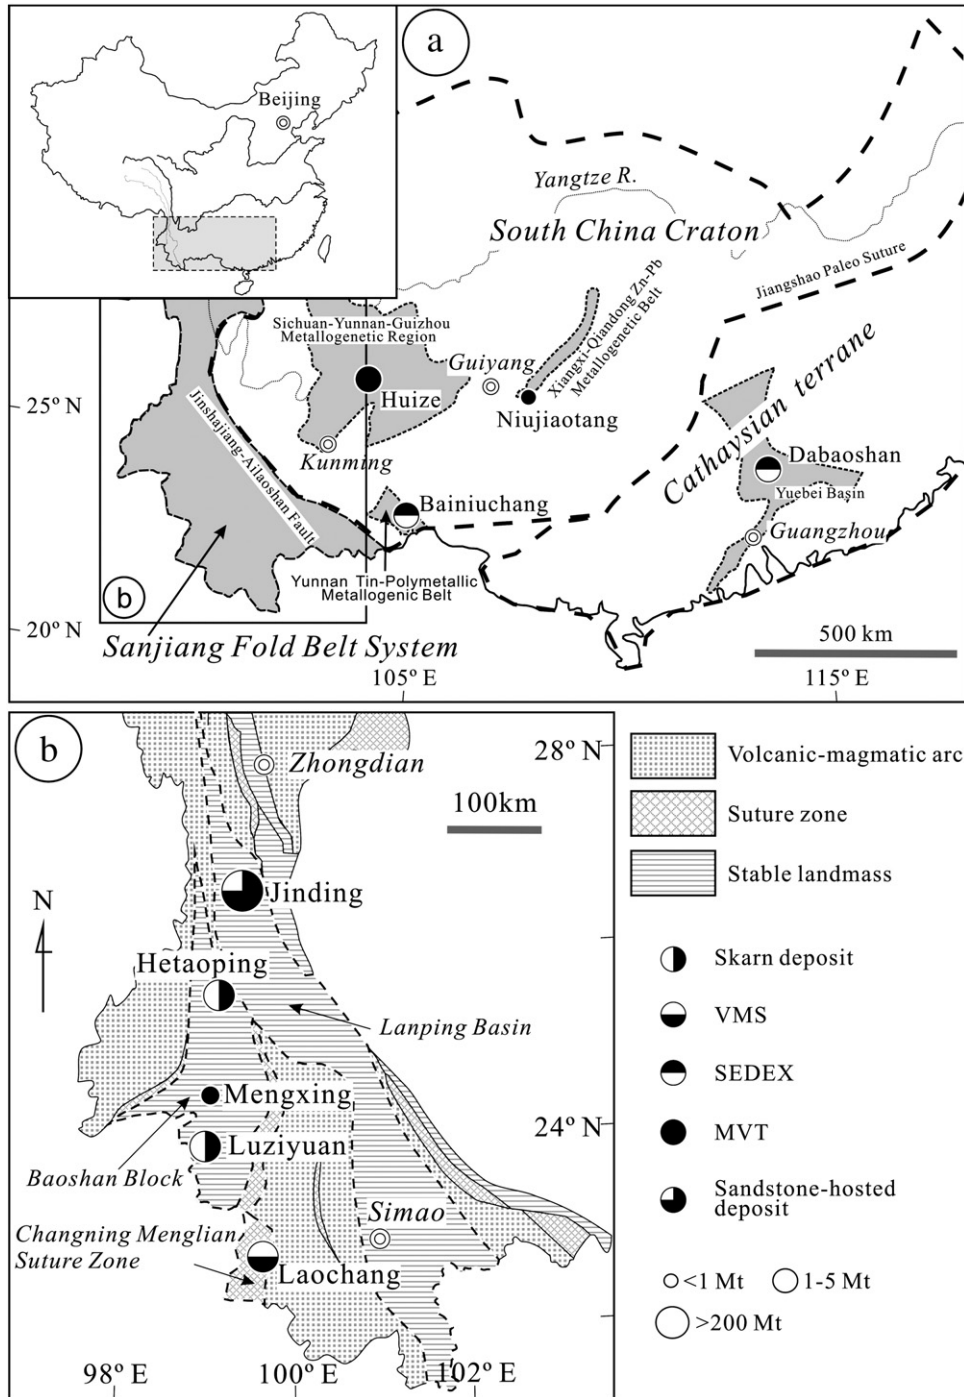 a
Beijing
Yangtze R.
South China Craton
Jiangshao Paleo Suture
Sichuan-Yunnan-Guizhou
Metallogenetic Region
Xiangxi-Qiandong Zn-Pb
Metallogenetic Belt
Guiyang
Huize
Niujiaotang
25° N
Jinshajiang-Ailaoshan Fault
Kunming
Cathaysian terrane
Dabaoshan
Yuebei Basin
Bainiuchang
Guangzhou
Yunnan Tin-Polymetallic
Metallogenic Belt
b
20° N
Sanjiang Fold Belt System
500 km
105° E
115° E
b
Zhongdian
28° N
100km
Volcanic-magmatic arc
Suture zone
Stable landmass
N
Jinding
Hetaoping
Lanping Basin
Skarn deposit
VMS
SEDEX
Mengxing
24° N
MVT
Luziyuan
Baoshan Block
Sandstone-hosted
deposit
Simao
Changning Menglian
Suture Zone
Laochang
<1 Mt
1-5 Mt
>200 Mt
98° E
100° E
102° E